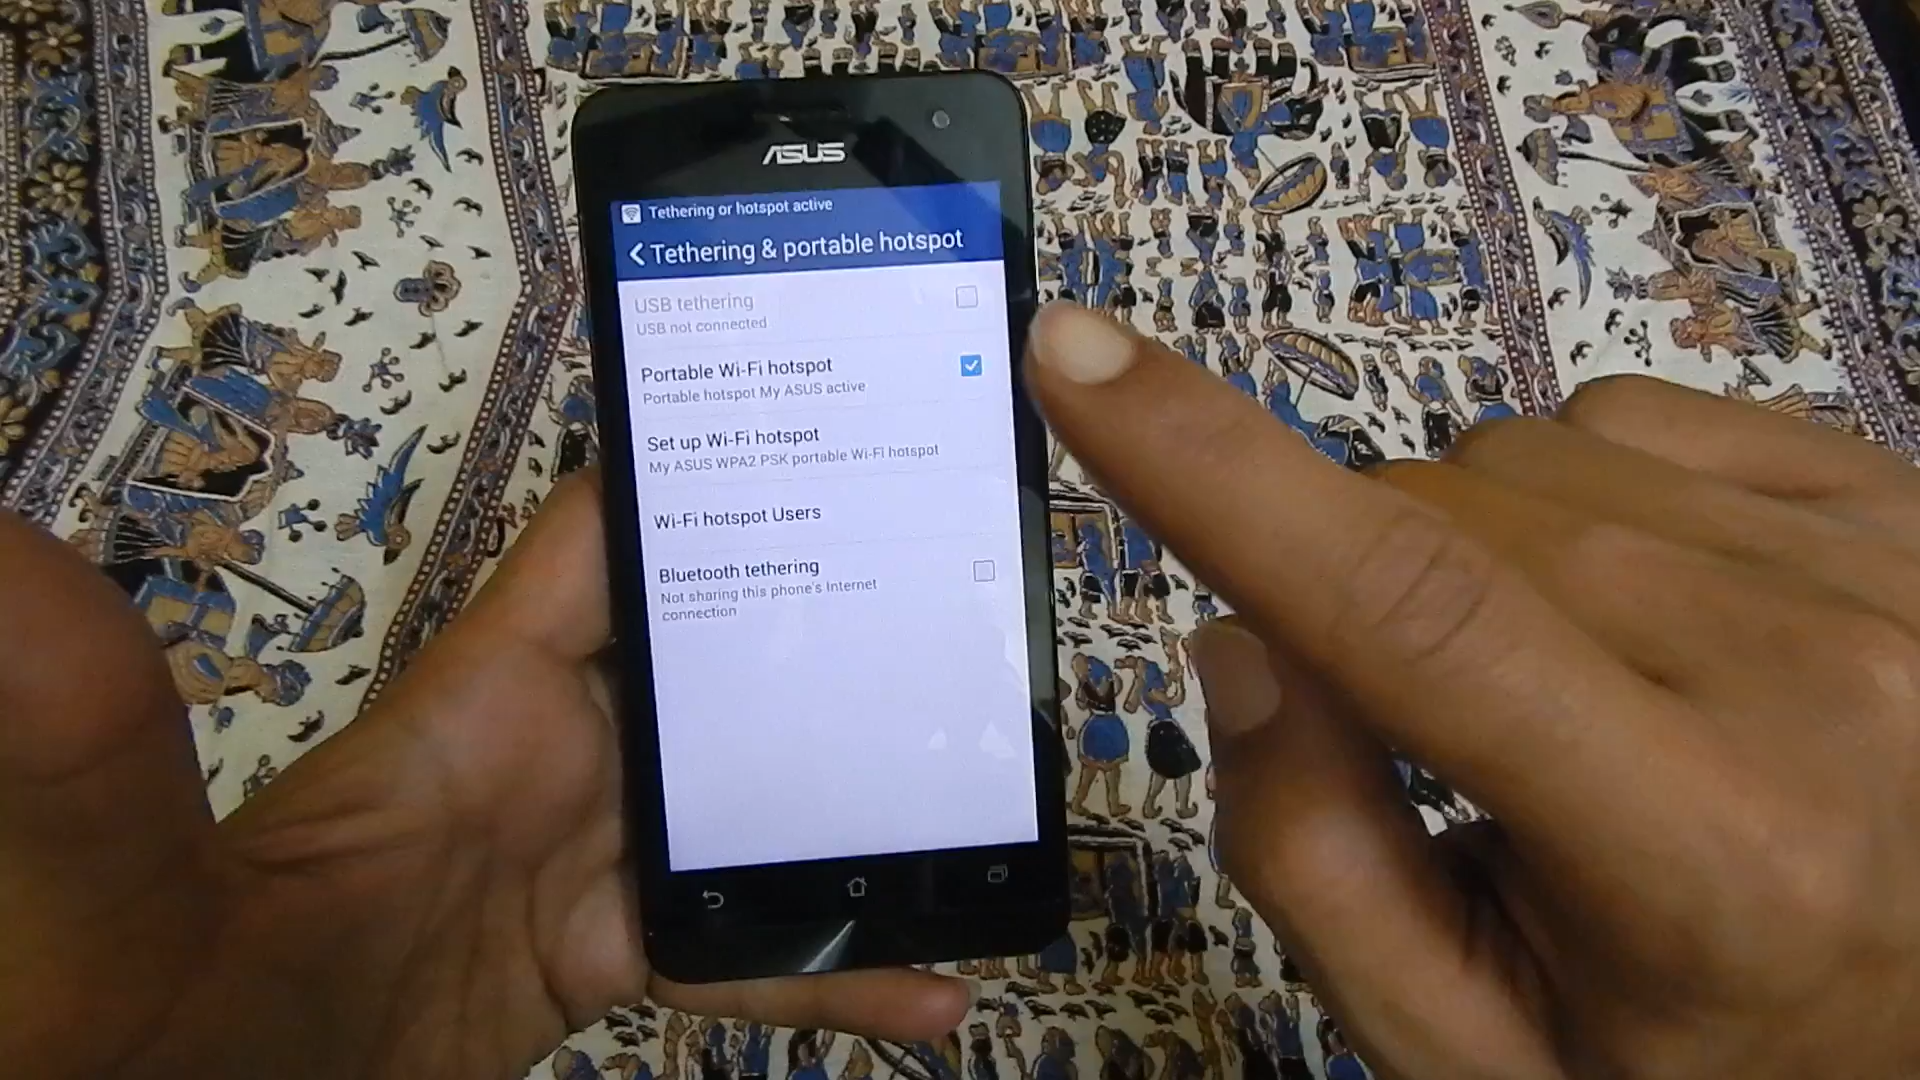 ASUS
Tethering or hotspot active
Tethering & portable hotspot
USB tethering
USB not connected
Portable Wi-Fi hotspot
Portable hotspot My ASUS active
Set up Wi-Fi hotspot
My ASUS WPA2 PSK portable Wi-Fi hotspot
Wi-Fi hotspot Users
Bluetooth tethering
Not sharing this phone's Internet
connection